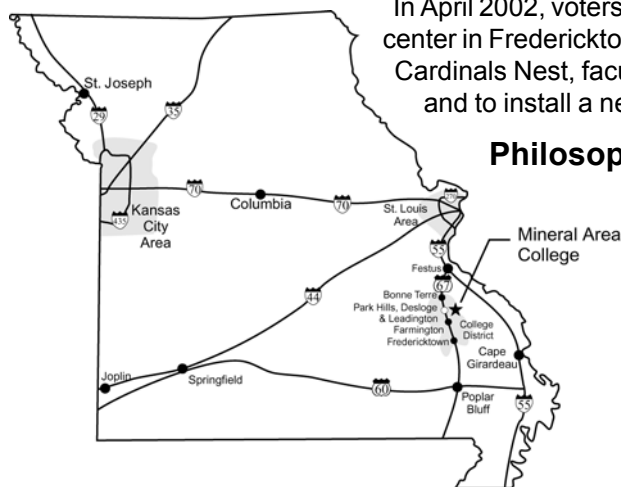 In April 2002, voters
center in Fredericktow
Cardinals Nest, facu
and to install a ne
Philosop
St. Joseph
29
35
70
Columbia
70
Kansas
City
Area
435
270
St. Louis
Area
55
Mineral Area
College
Festus
67
44
Bonne Terre
Park Hills, Desloge
& Leadington
Farmington
Fredericktown
College
District
Cape
Girardeau
Joplin
Springfield
60
Poplar
Bluff
55